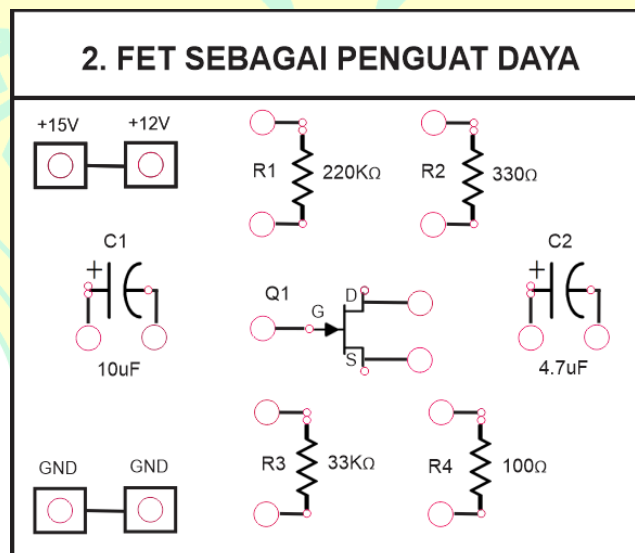 2. FET SEBAGAI PENGUAT DAYA
+15V
+12V
R1
220KΩ
R2
330Ω
C1
+
10uF
Q1
G
D
S
C2
+
4.7uF
GND
GND
R3
33KΩ
R4
100Ω